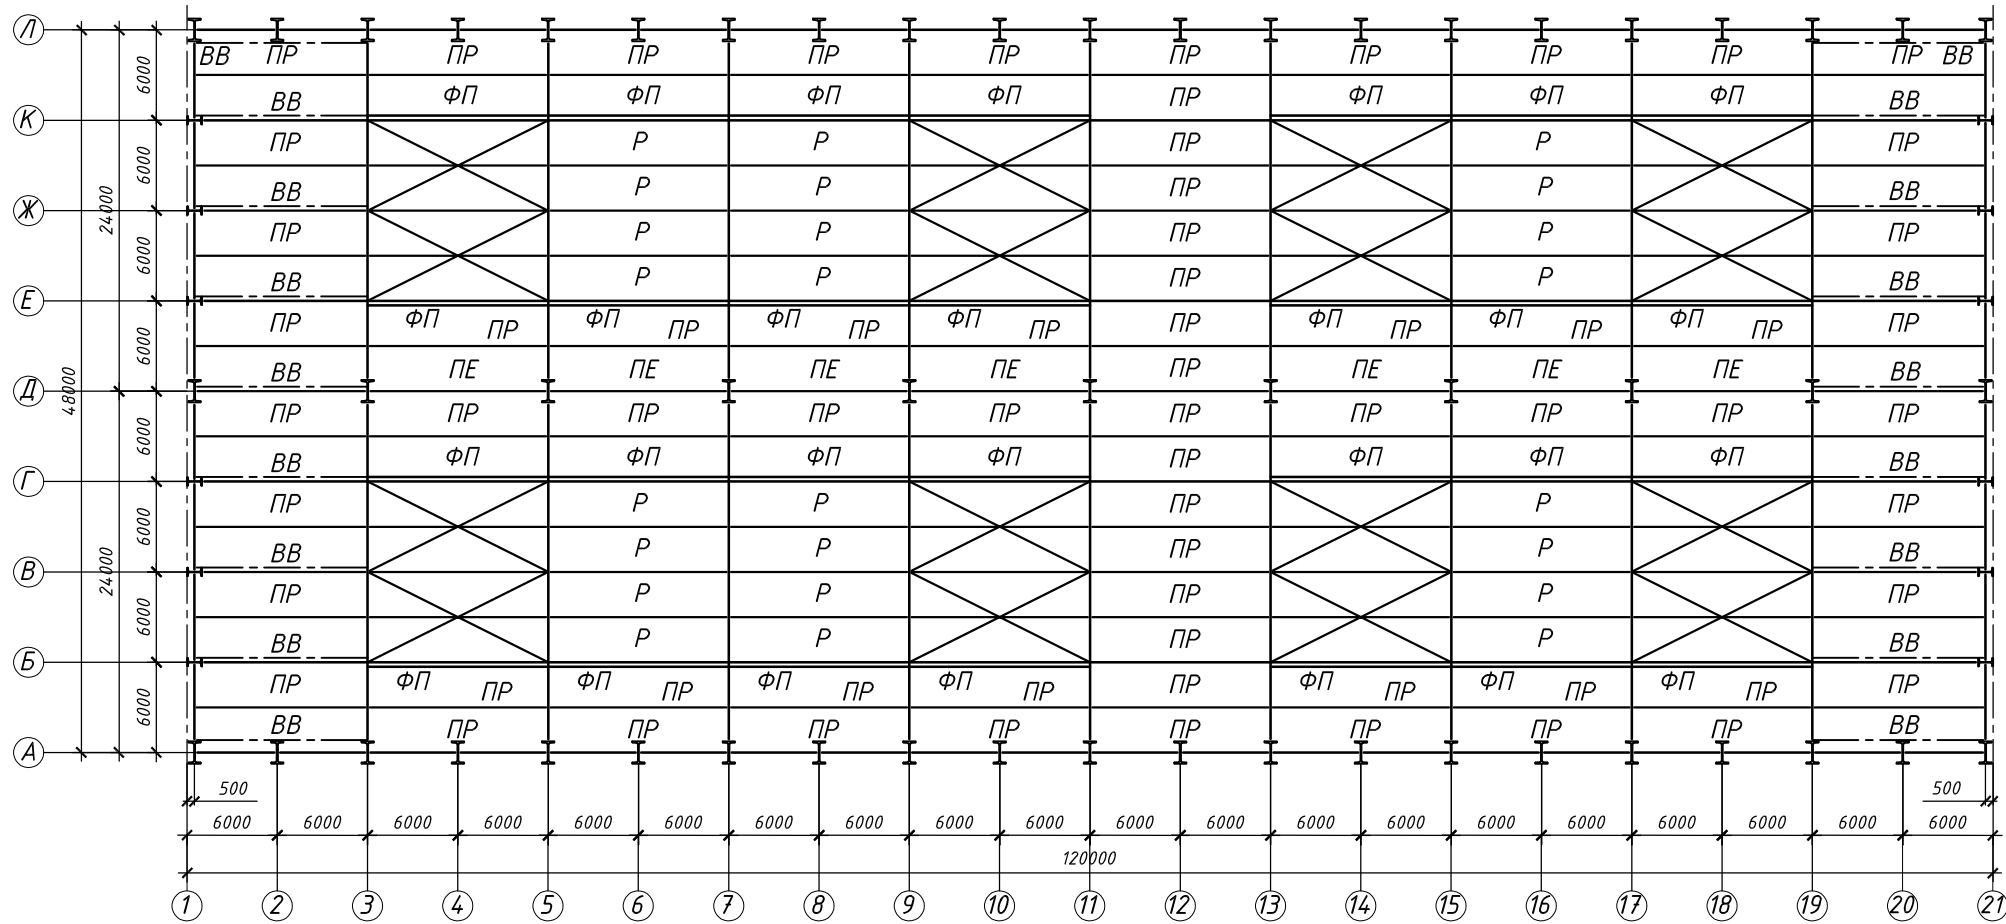 Л
ВВ ПР ПР ПР ПР ПР ПР ПР ПР ПР ПР ВВ
6000
ВВ ФП ФП ФП ФП ПР ФП ФП ФП ВВ
К
ПР Р Р ПР Р ПР
6000
24000
ВВ Р Р ПР Р ВВ
Ж
ПР Р Р ПР Р ПР
6000
ВВ Р Р ПР Р ВВ
Е
ПР ФП ПР ФП ПР ФП ПР ФП ПР ПР ФП ПР ФП ПР ФП ПР ПР
6000
ВВ ПЕ ПЕ ПЕ ПЕ ПР ПЕ ПЕ ПЕ ВВ
Д
48000
ПР ПР ПР ПР ПР ПР ПР ПР ПР ПР
6000
ВВ ФП ФП ФП ФП ПР ФП ФП ФП ВВ
Г
ПР Р Р ПР Р ПР
6000
24000
ВВ Р Р ПР Р ВВ
В
ПР Р Р ПР Р ПР
6000
ВВ Р Р ПР Р ВВ
Б
ПР ФП ПР ФП ПР ФП ПР ФП ПР ПР ФП ПР ФП ПР ФП ПР ПР
6000
ВВ ПР ПР ПР ПР ПР ПР ПР ПР ВВ
А
500 500
6000 6000 6000 6000 6000 6000 6000 6000 6000 6000 6000 6000 6000 6000 6000 6000 6000 6000 6000 6000
120000
1 2 3 4 5 6 7 8 9 10 11 12 13 14 15 16 17 18 19 20 21